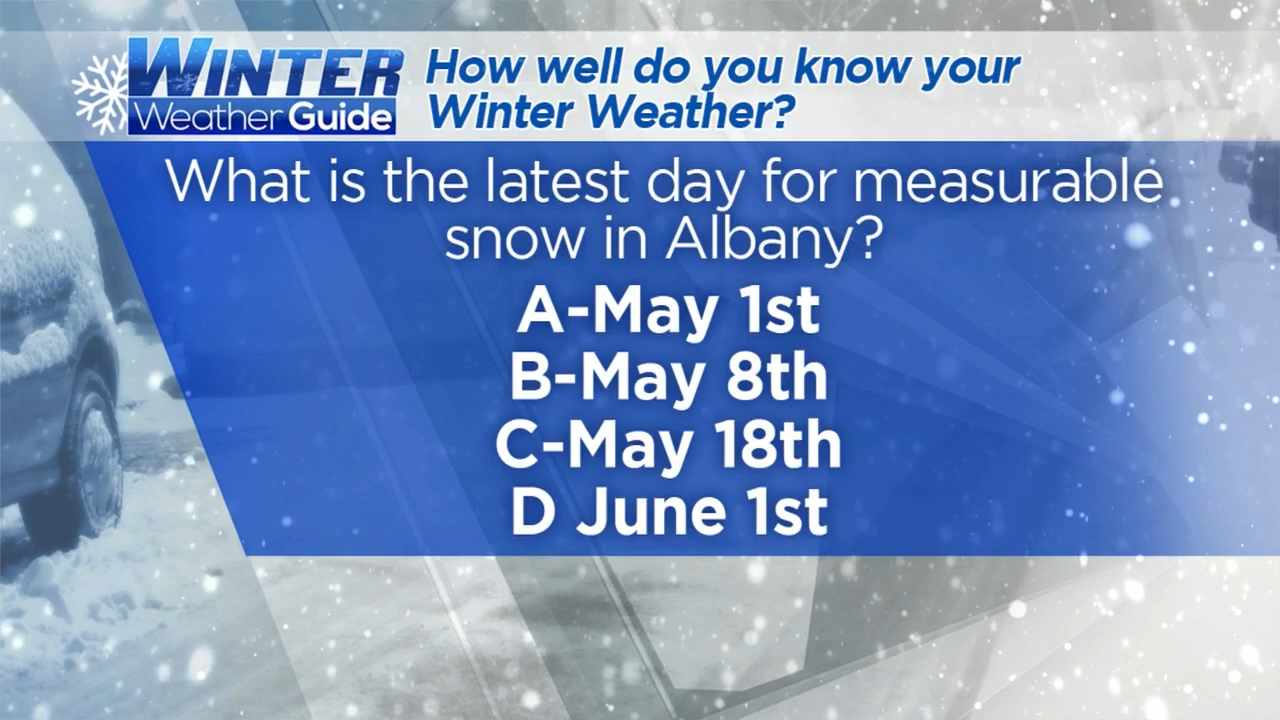 WINTER
Weather Guide
How well do you know your
Winter Weather?
What is the latest day for measurable
snow in Albany?
A-May 1st
B-May 8th
C-May 18th
D June 1st